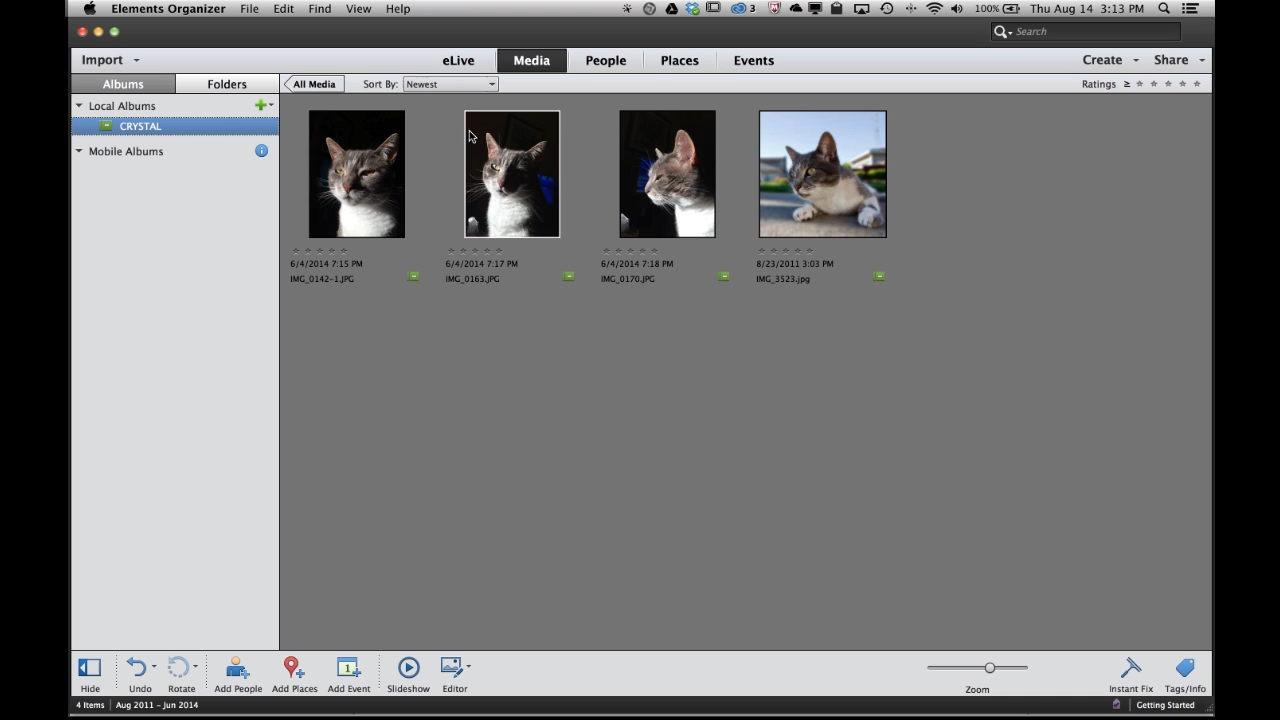 Elements Organizer File Edit Find View Help 3 100% Thu Aug 14 3:13 PM
Search
Import eLive Media People Places Events Create Share
Albums Folders All Media Sort By: Newest Ratings ≥
Local Albums
CRYSTAL
Mobile Albums
6/4/2014 7:15 PM 6/4/2014 7:17 PM 6/4/2014 7:18 PM 8/23/2011 3:03 PM
IMG_0142-1.JPG IMG_0163.JPG IMG_0170.JPG IMG_3523.jpg
1
Hide Undo Rotate Add People Add Places Add Event Slideshow Editor Zoom Instant Fix Tags/Info
4 Items Aug 2011 - Jun 2014 Getting Started